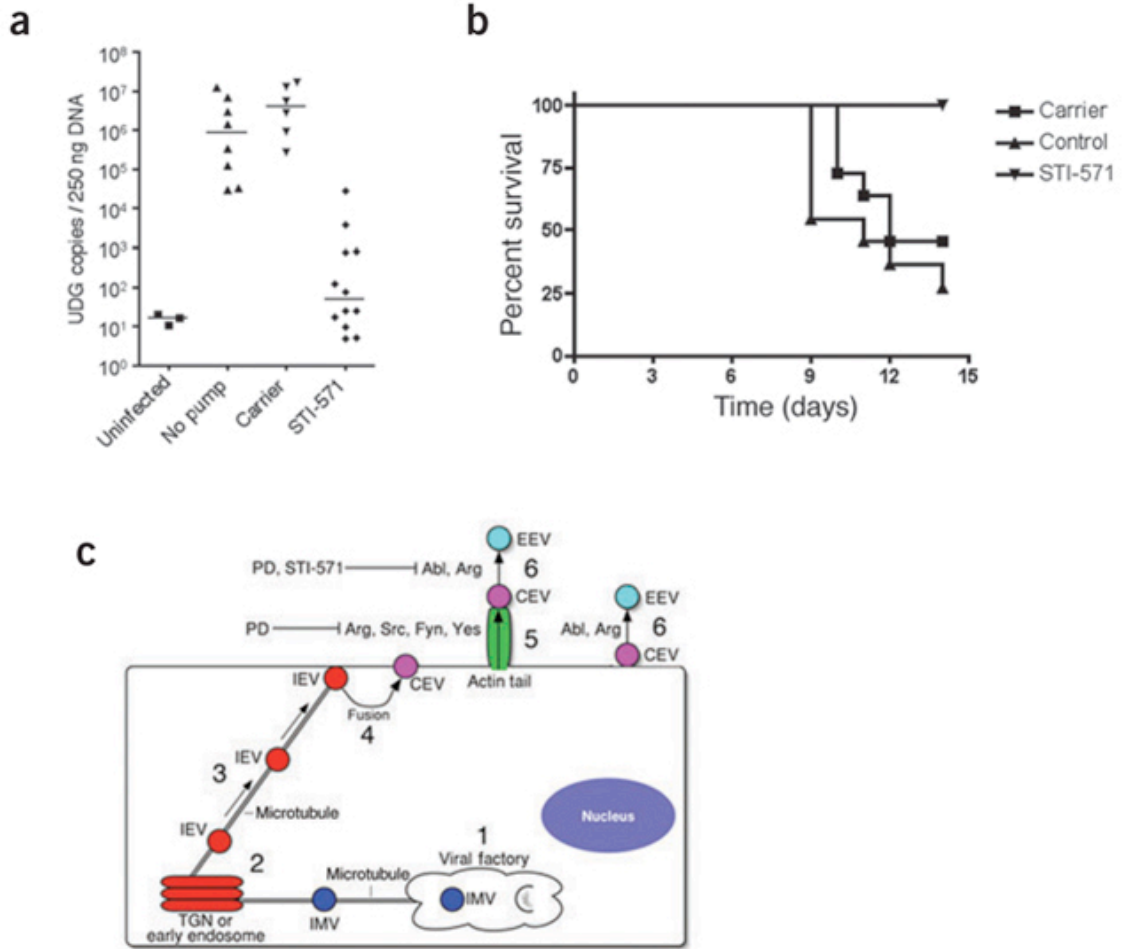 a
UDG copies / 250 ng DNA
10⁸
10⁷
10⁶
10⁵
10⁴
10³
10²
10¹
10⁰
Uninfected
No pump
Carrier
STI-571
b
Percent survival
100
75
50
25
0
0 3 6 9 12 15
Time (days)
Carrier
Control
STI-571
c
EEV
PD, STI-571 Abl, Arg 6
CEV EEV
PD Arg, Src, Fyn, Yes 5 Abl, Arg 6
CEV
IEV CEV Actin tail
Fusion
4
IEV
3
Microtubule
IEV
Nucleus
2
1
Viral factory
Microtubule
IMV
IMV
TGN or
early endosome